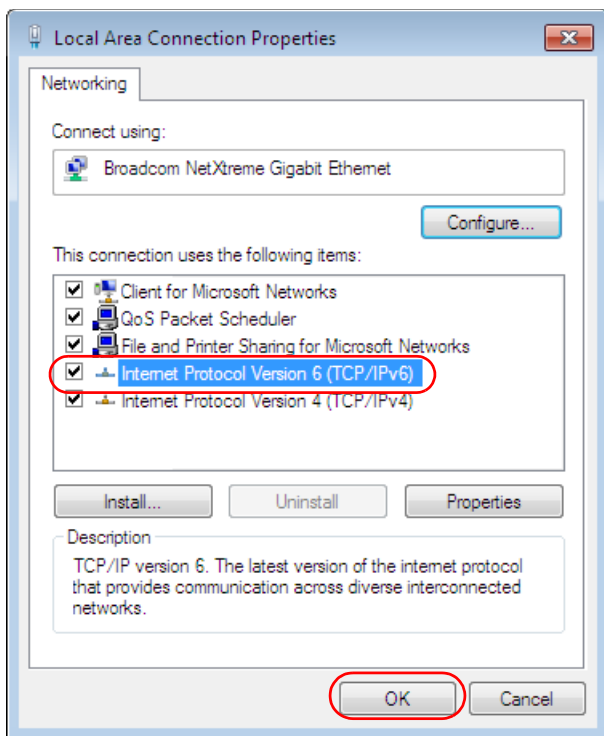 Local Area Connection Properties
Networking
Connect using:
Broadcom NetXtreme Gigabit Ethernet
Configure...
This connection uses the following items:
Client for Microsoft Networks
QoS Packet Scheduler
File and Printer Sharing for Microsoft Networks
Internet Protocol Version 6 (TCP/IPv6)
Internet Protocol Version 4 (TCP/IPv4)
Install...
Uninstall
Properties
Description
TCP/IP version 6. The latest version of the internet protocol
that provides communication across diverse interconnected
networks.
OK
Cancel